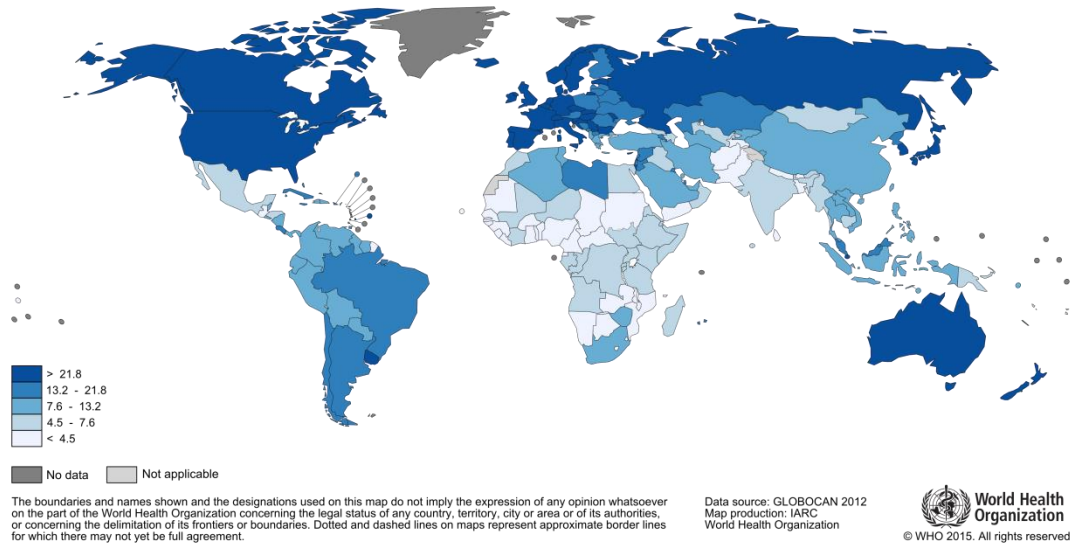 > 21.8
13.2 - 21.8
7.6 - 13.2
4.5 - 7.6
< 4.5
No data
Not applicable
The boundaries and names shown and the designations used on this map do not imply the expression of any opinion whatsoever
on the part of the World Health Organization concerning the legal status of any country, territory, city or area or of its authorities,
or concerning the delimitation of its frontiers or boundaries. Dotted and dashed lines on maps represent approximate border lines
for which there may not yet be full agreement.
Data source: GLOBOCAN 2012
Map production: IARC
World Health Organization
World Health
Organization
© WHO 2015. All rights reserved